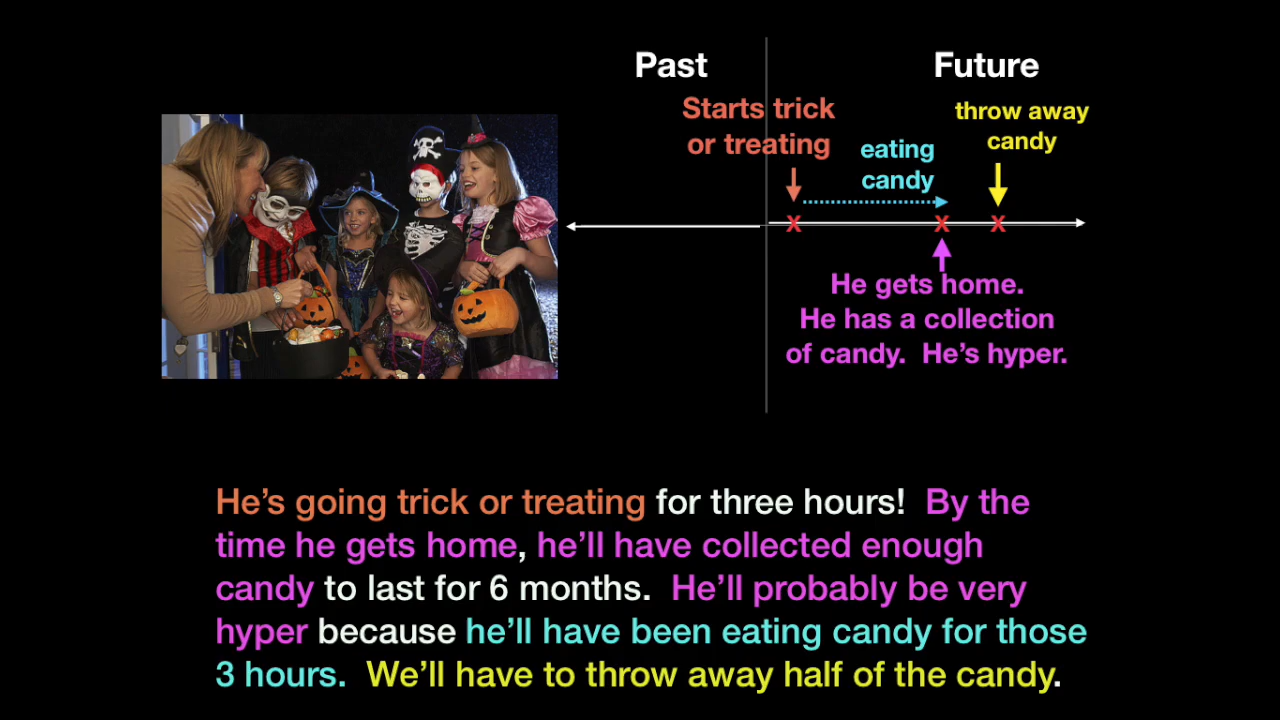 Past
Future
Starts trick
or treating
eating
candy
throw away
candy
X
X
X
He gets home.
He has a collection
of candy.  He's hyper.
He's going trick or treating for three hours!  By the
time he gets home, he'll have collected enough
candy to last for 6 months.  He'll probably be very
hyper because he'll have been eating candy for those
3 hours.  We'll have to throw away half of the candy.